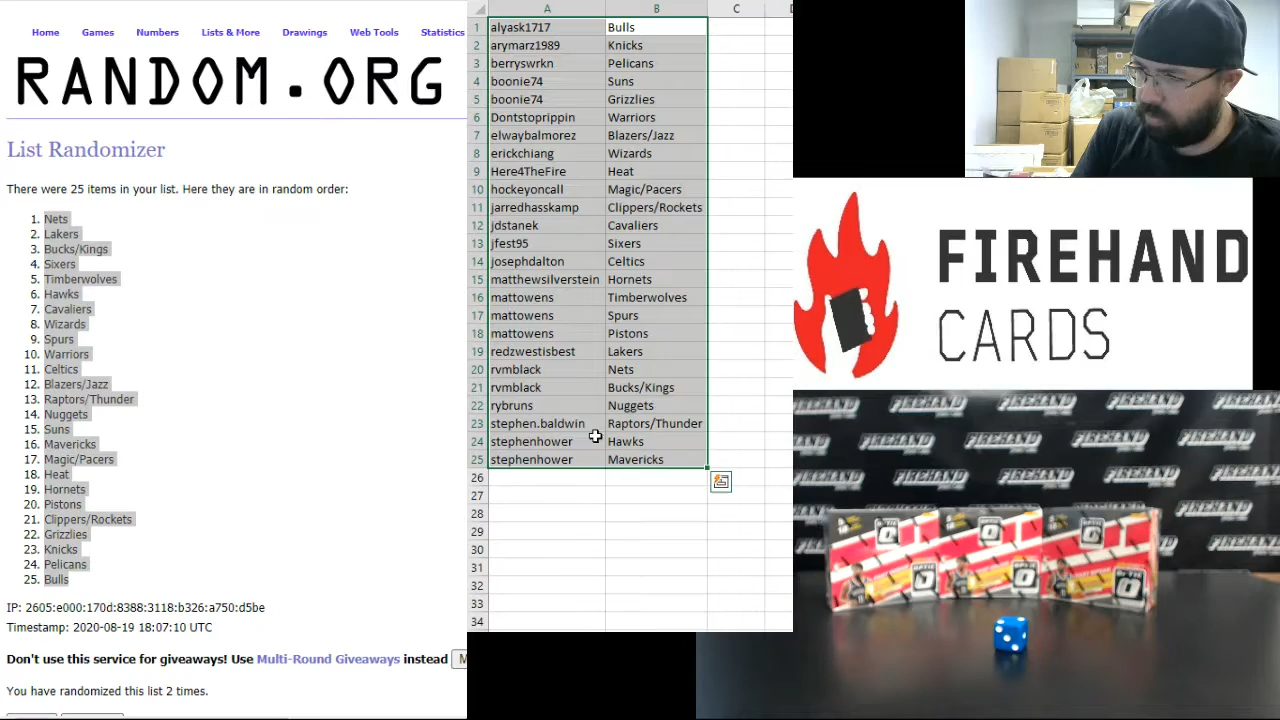 Home Games Numbers Lists & More Drawings Web Tools Statistics
RANDOM.ORG
List Randomizer
There were 25 items in your list. Here they are in random order:
1. Nets
2. Lakers
3. Bucks/Kings
4. Sixers
5. Timberwolves
6. Hawks
7. Cavaliers
8. Wizards
9. Spurs
10. Warriors
11. Celtics
12. Blazers/Jazz
13. Raptors/Thunder
14. Nuggets
15. Suns
16. Mavericks
17. Magic/Pacers
18. Heat
19. Hornets
20. Pistons
21. Clippers/Rockets
22. Grizzlies
23. Knicks
24. Pelicans
25. Bulls
IP: 2605:e000:170d:8388:3118:b326:a750:d5be
Timestamp: 2020-08-19 18:07:10 UTC
Don't use this service for giveaways! Use Multi-Round Giveaways instead
You have randomized this list 2 times.
A B C
1 alyask1717 Bulls
2 arymarz1989 Knicks
3 berryswrkn Pelicans
4 boonie74 Suns
5 boonie74 Grizzlies
6 Dontstoprippin Warriors
7 elwaybalmorez Blazers/Jazz
8 erickchiang Wizards
9 Here4TheFire Heat
10 hockeyoncall Magic/Pacers
11 jarredhasskamp Clippers/Rockets
12 jdstanek Cavaliers
13 jfest95 Sixers
14 josephdalton Celtics
15 matthewsilverstein Hornets
16 mattowens Timberwolves
17 mattowens Spurs
18 mattowens Pistons
19 redzwestisbest Lakers
20 rvmblack Nets
21 rvmblack Bucks/Kings
22 rybruns Nuggets
23 stephen.baldwin Raptors/Thunder
24 stephenhower Hawks
25 stephenhower Mavericks
26
27
28
29
30
31
32
33
34
FIREHAND
CARDS
FIREHAND FIREHAND FIREHAND FIREHAND